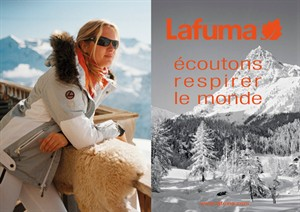 Lafuma
écoutons
respirer
le monde